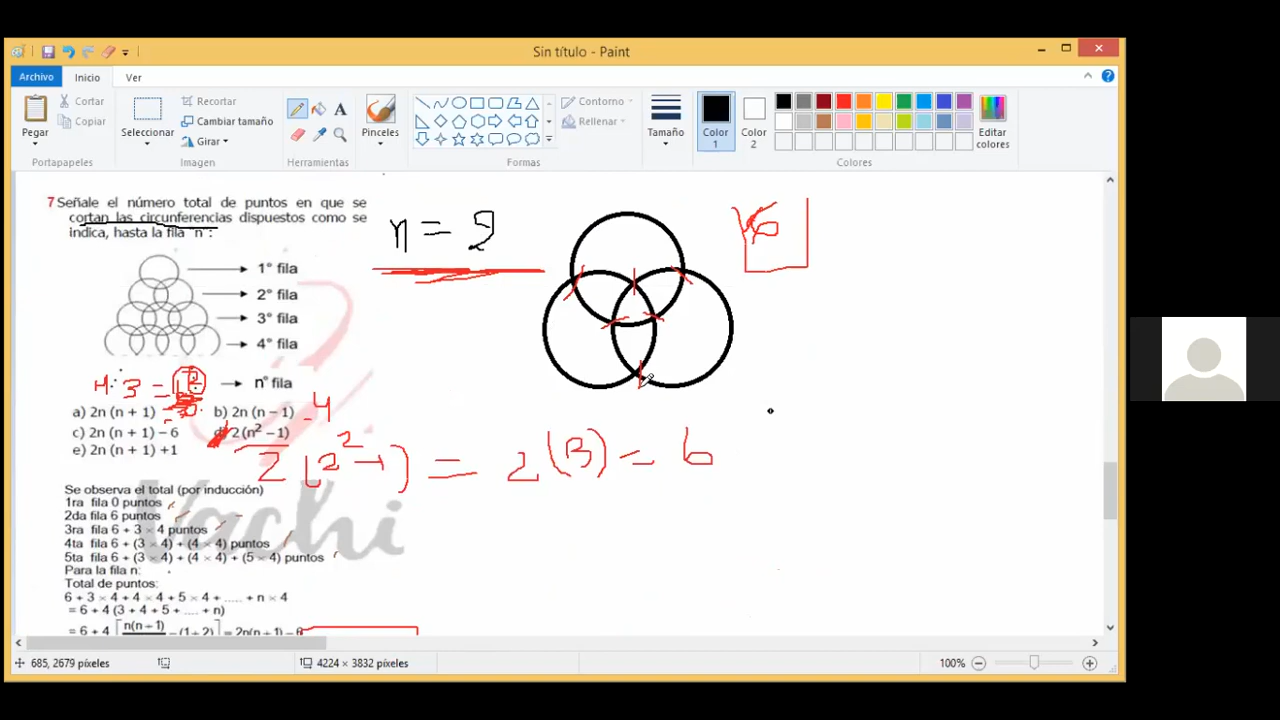 Sin título - Paint
Archivo Inicio Ver
Pegar
Cortar
Copiar
Portapapeles
Seleccionar
Recortar
Cambiar tamaño
Girar
Imagen
A
Herramientas
Pinceles
Contorno
Rellenar
Formas
Tamaño
Color 1
Color 2
Editar colores
Colores
7 Señale el número total de puntos en que se
cortan las circunferencias dispuestos como se
indica, hasta la fila "n":
1° fila
2° fila
3° fila
4° fila
n° fila
a) 2n (n + 1) b) 2n (n – 1)
c) 2n (n + 1) – 6 d) 2(n² –1)
e) 2n (n + 1) +1
n = 2
6
2 (2² – 1) = 2 (3) = 6
Se observa el total (por inducción)
1ra fila 0 puntos
2da fila 6 puntos
3ra fila 6 + 3 × 4 puntos
4ta fila 6 + (3 × 4) + (4 × 4) puntos
5ta fila 6 + (3 × 4) + (4 × 4) + (5 × 4) puntos
Para la fila n:
Total de puntos:
6 + 3 × 4 + 4 × 4 + 5 × 4 + ..... + n × 4
= 6 + 4 (3 + 4 + 5 + .... + n)
Vachi
685, 2679 píxeles
4224 × 3832 píxeles
100%